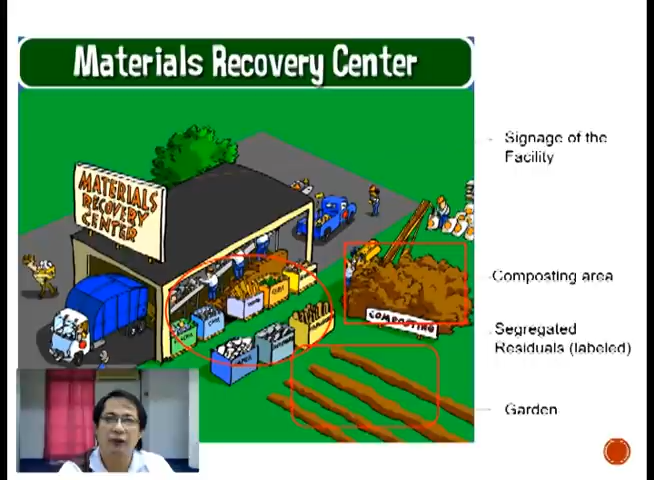 Materials Recovery Center
Signage of the
Facility
MATERIALS
RECOVERY
CENTER
Composting area
COMPOSTING
Segregated
Residuals (labeled)
Garden